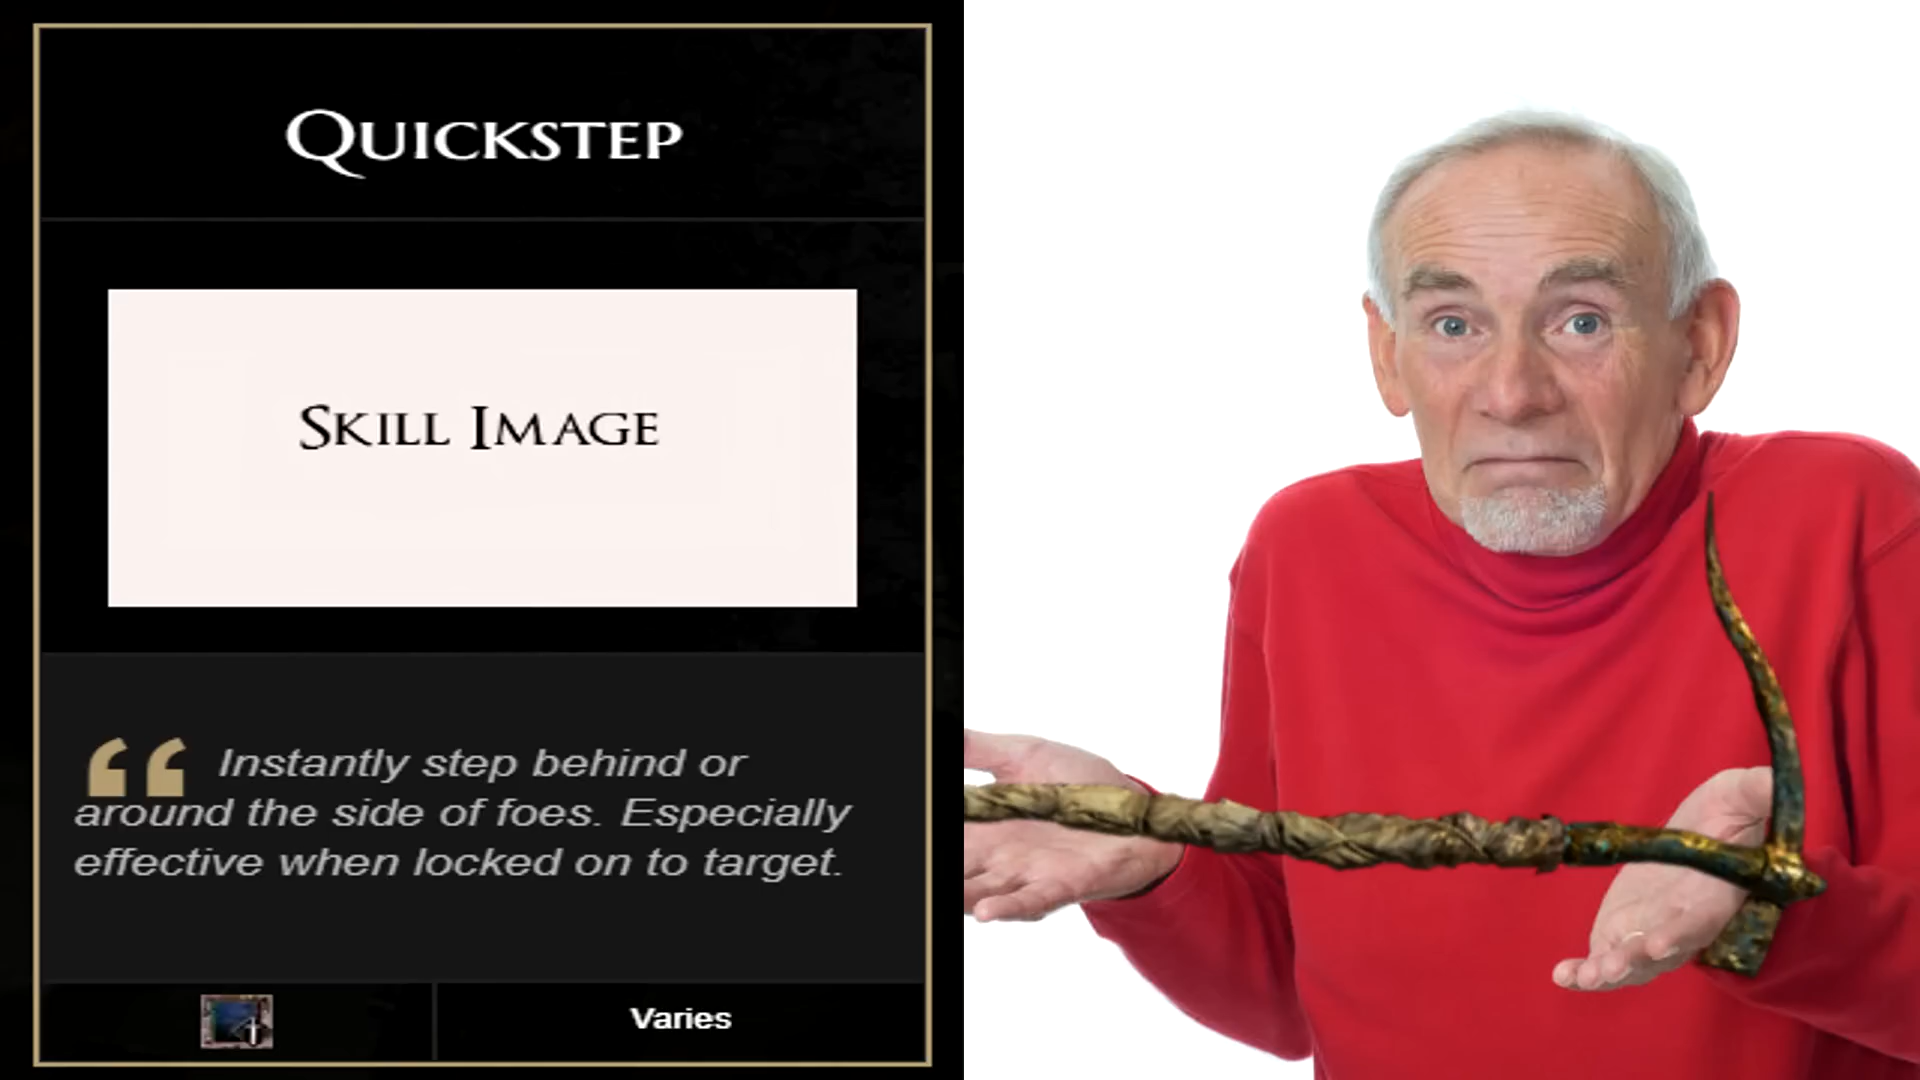 QUICKSTEP
SKILL IMAGE
“ Instantly step behind or
around the side of foes. Especially
effective when locked on to target.
Varies